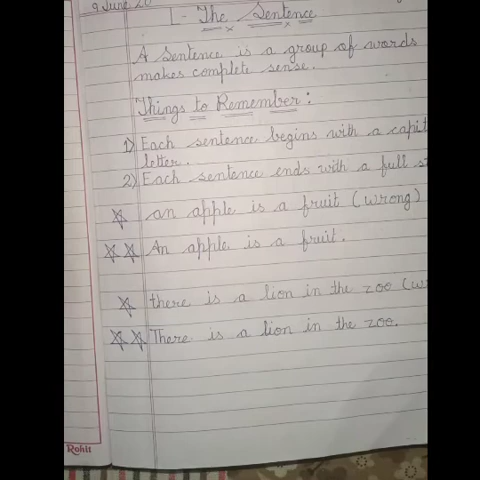 9 June 20
L - The Sentence
A Sentence is a group of words
makes complete sense.
Things to Remember :
1) Each sentence begins with a capit
letter.
2) Each sentence ends with a full s
an apple is a fruit (wrong)
An apple is a fruit.
there is a lion in the zoo (w
There is a lion in the zoo.
Rohit